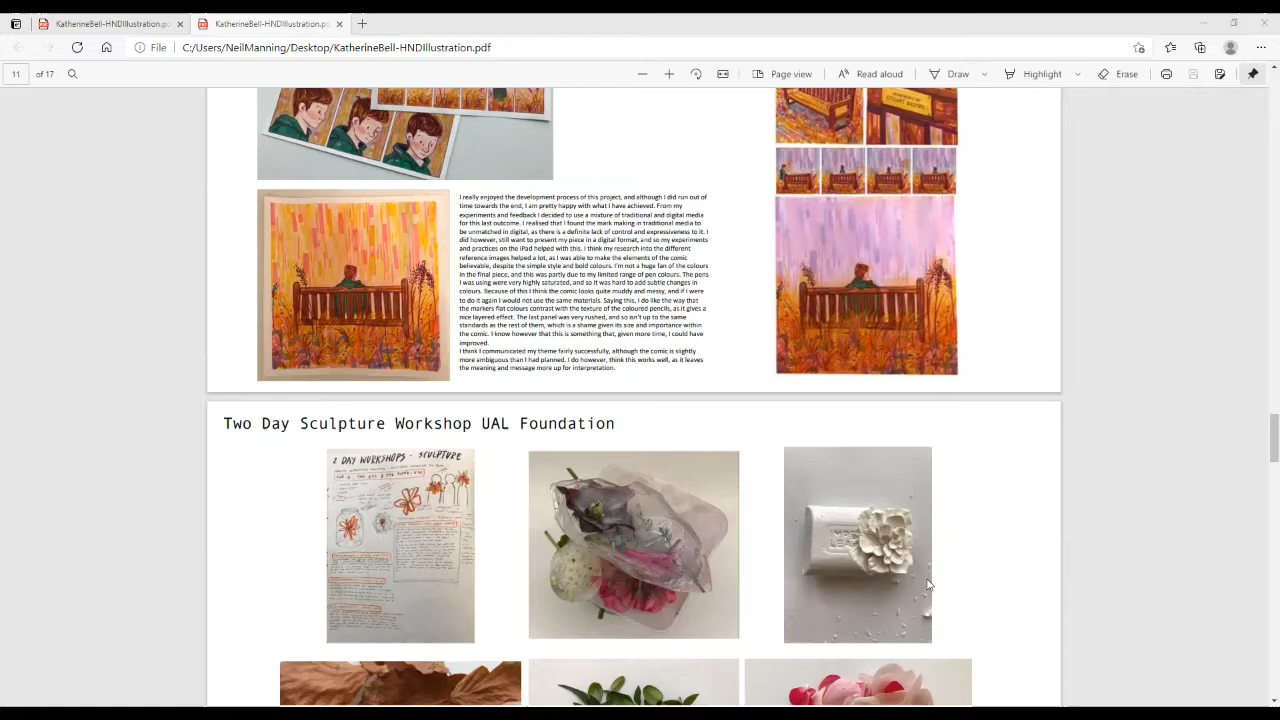 KatherineBell-HNDIllustration.pd
KatherineBell-HNDIllustration.pd
File
C:/Users/NeilManning/Desktop/KatherineBell-HNDIllustration.pdf
11 of 17
Page view
Read aloud
Draw
Highlight
Erase
STUART BROWN
I really enjoyed the development process of this project, and although I did run out of
time towards the end, I am pretty happy with what I have achieved. From my
experiments and feedback I decided to use a mixture of traditional and digital media
for this last outcome. I realised that I found the mark making in traditional media to
be unmatched in digital, as there is a definite lack of control and expressiveness to it. I
did however, still want to present my piece in a digital format, and so my experiments
and practices on the iPad helped with this. I think my research into the different
reference images helped a lot, as I was able to make the elements of the comic
believable, despite the simple style and bold colours. I'm not a huge fan of the colours
in the final piece, and this was partly due to my limited range of pen colours. The pens
I was using were very highly saturated, and so it was hard to add subtle changes in
colours. Because of this I think the comic looks quite muddy and messy, and if I were
to do it again I would not use the same materials. Saying this, I do like the way that
the markers flat colours contrast with the texture of the coloured pencils, as it gives a
nice layered effect. The last panel was very rushed, and so isn't up to the same
standards as the rest of them, which is a shame given its size and importance within
the comic. I know however that this is something that, given more time, I could have
improved.
I think I communicated my theme fairly successfully, although the comic is slightly
more ambiguous than I had planned. I do however, think this works well, as it leaves
the meaning and message more up for interpretation.
Two Day Sculpture Workshop UAL Foundation
2 DAY WORKSHOPS - SCULPTURE